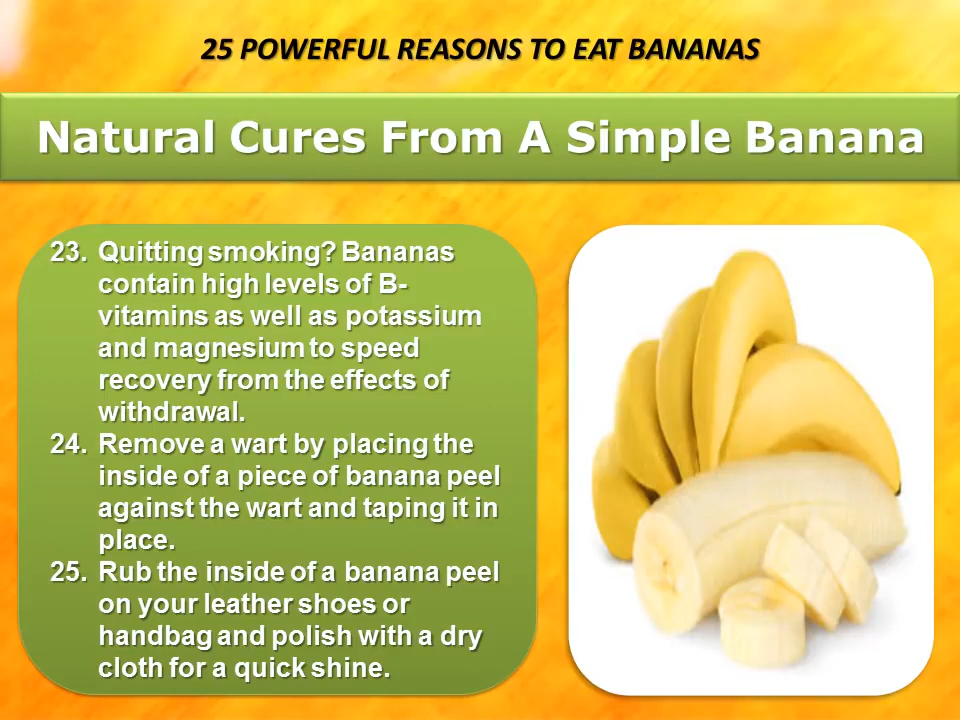 25 POWERFUL REASONS TO EAT BANANAS
Natural Cures From A Simple Banana
23. Quitting smoking? Bananas
contain high levels of B-
vitamins as well as potassium
and magnesium to speed
recovery from the effects of
withdrawal.
24. Remove a wart by placing the
inside of a piece of banana peel
against the wart and taping it in
place.
25. Rub the inside of a banana peel
on your leather shoes or
handbag and polish with a dry
cloth for a quick shine.